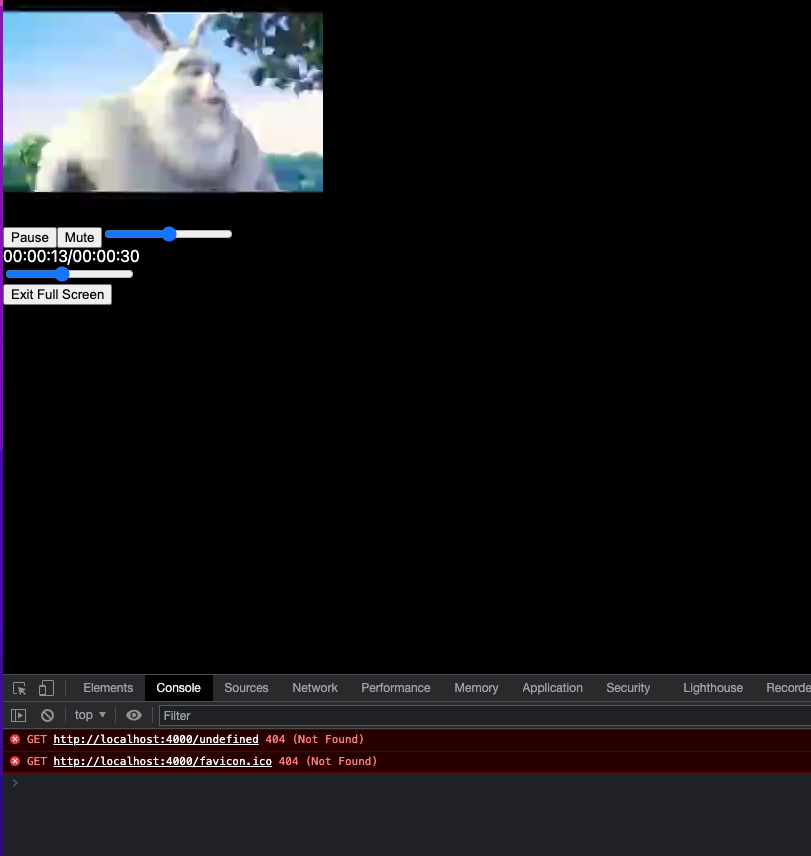 Pause Mute
00:00:13/00:00:30
Exit Full Screen
Elements Console Sources Network Performance Memory Application Security Lighthouse Recorde
top ▼ Filter
GET http://localhost:4000/undefined 404 (Not Found)
GET http://localhost:4000/favicon.ico 404 (Not Found)
>